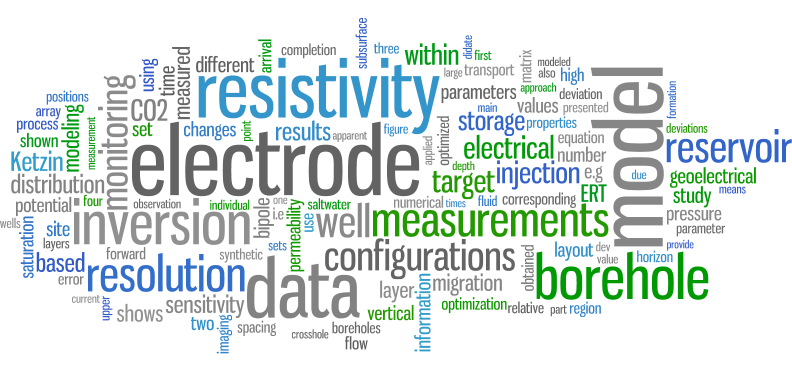 subsurface
didate
arrival
completion
three
within
first
modeled
different
large
transport
matrix
also
high
using
time
measured
resistivity
parameters
approach
deviation
formation
positions
monitoring
CO2
main
values
presented
array
process
set
changes
point
results
apparent
figure
applied
optimized
storage
properties
model
deviations
shown
modeling
measurement
electrode
electrical
equation
reservoir
Ketzin
depth
number
geoelectrical
distribution
target
injection
e.g
due
study
means
potential
four
observation
individual
bipole
one
i.e
permeability
saltwater
use
numerical
times
fluid
corresponding
ERT
pressure
parameter
wells
saturation
site
layers
inversion
well
measurements
forward
synthetic
sets
configurations
obtained
layout
dev
value
horizon
provide
based
error
resolution
data
borehole
current
upper
shows
sensitivity
layer
migration
information
optimization
relative
part
region
two
imaging
spacing
crosshole
boreholes
flow
vertical